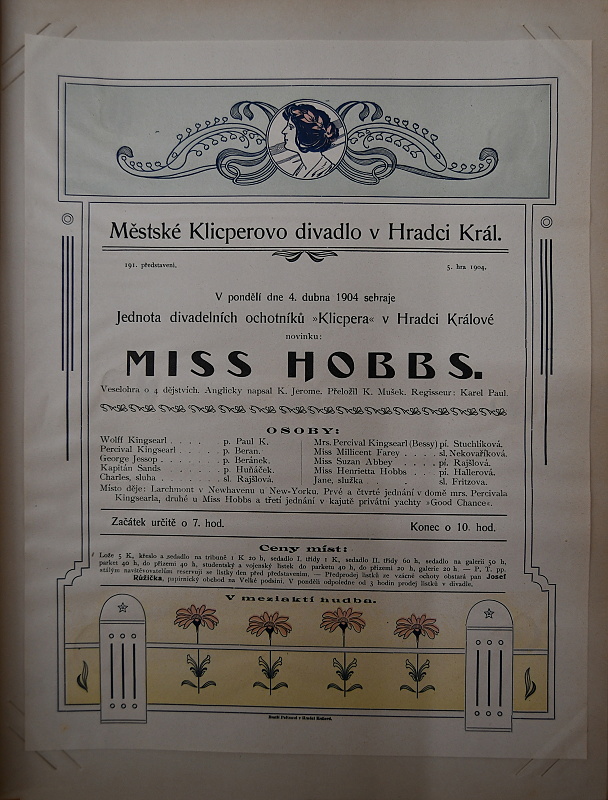 Městské Klicperovo divadlo v Hradci Král.
191. představení.
5. hra 1904.
V pondělí dne 4. dubna 1904 sehraje
Jednota divadelních ochotníků »Klicpera« v Hradci Králové
novinku:
MISS HOBBS.
Veselohra o 4 dějstvích. Anglicky napsal K. Jerome. Přeložil K. Mušek. Regisseur: Karel Paul.
OSOBY:
Wolff Kingsearl . . . . p. Paul K.
Percival Kingsearl . . . . p. Beran.
George Jessop . . . . . . p. Beránek.
Kapitán Sands . . . . . . p. Huňáček.
Charles, sluha . . . . . . sl. Rajšlová.
Mrs. Percival Kingsearl (Bessy) pí. Stuchlíková.
Miss Millicent Farey . . . . sl. Nekovaříková.
Miss Suzan Abbey . . . . . pí. Rajšlová.
Miss Henrietta Hobbs . . . . pí. Hallerová.
Jane, služka . . . . . . . sl. Fritzova.
Místo děje: Larchmont v Newhavenu u New-Yorku. Prvé a čtvrté jednání v domě mrs. Percivala
Kingsearla, druhé u Miss Hobbs a třetí jednání v kajutě privátní yachty »Good Chance«.
Začátek určitě o 7. hod.
Konec o 10. hod.
Ceny míst:
Lože 5 K, křeslo a sedadlo na tribuně 1 K 20 h, sedadlo I. třídy 1 K, sedadlo II. třídy 60 h, sedadlo na galerii 50 h,
parket 40 h, do přízemí 40 h, studentský a vojenský lístek do parketu 40 h, do přízemí 20 h, galerie 20 h. — P. T. pp.
stálým navštěvovatelům reservují se lístky den před představením. — Předprodej lístků ze vzácné ochoty obstará pan Josef
Růžička, papírnický obchod na Velké podsíni. V pondělí odpoledne od 3 hodin prodej lístků v divadle.
V meziaktí hudba.